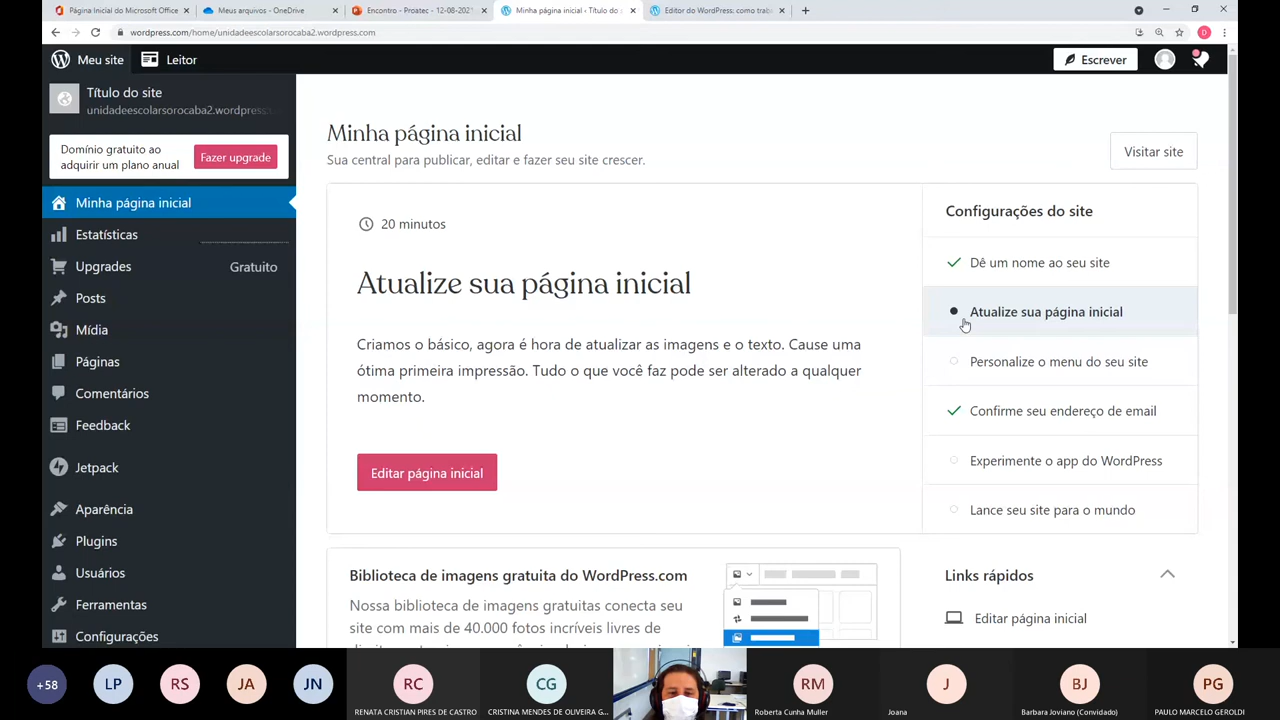 Página Inicial do Microsoft Office
Meus arquivos - OneDrive
Encontro - Proatec - 12-08-2021
Minha página inicial ‹ Título do s
Editor do WordPress: como trab
wordpress.com/home/unidadeescolarsorocaba2.wordpress.com
D
Meu site
Leitor
Escrever
Título do site
unidadeescolarsorocaba2.wordpress
Domínio gratuito ao
adquirir um plano anual
Fazer upgrade
Minha página inicial
Estatísticas
Upgrades
Gratuito
Posts
Mídia
Páginas
Comentários
Feedback
Jetpack
Aparência
Plugins
Usuários
Ferramentas
Configurações
Minha página inicial
Sua central para publicar, editar e fazer seu site crescer.
Visitar site
20 minutos
Atualize sua página inicial
Criamos o básico, agora é hora de atualizar as imagens e o texto. Cause uma
ótima primeira impressão. Tudo o que você faz pode ser alterado a qualquer
momento.
Editar página inicial
Configurações do site
Dê um nome ao seu site
Atualize sua página inicial
Personalize o menu do seu site
Confirme seu endereço de email
Experimente o app do WordPress
Lance seu site para o mundo
Biblioteca de imagens gratuita do WordPress.com
Nossa biblioteca de imagens gratuitas conecta seu
site com mais de 40.000 fotos incríveis livres de
Links rápidos
Editar página inicial
+58
LP
RS
JA
JN
RC
RENATA CRISTIAN PIRES DE CASTRO
CG
CRISTINA MENDES DE OLIVEIRA G...
RM
Roberta Cunha Muller
J
Joana
BJ
Barbara Joviano (Convidado)
PG
PAULO MARCELO GEROLDI